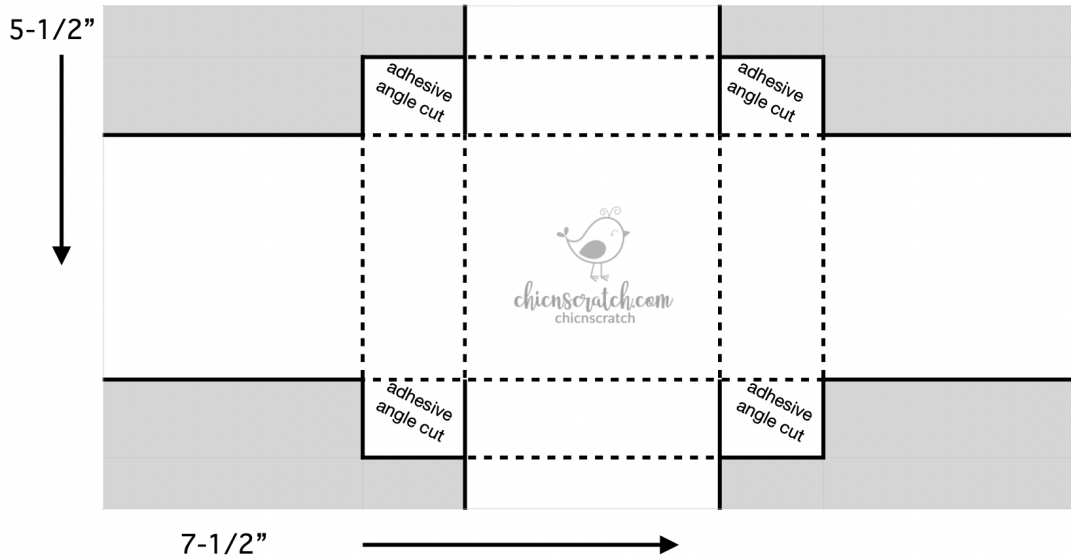 5-1/2”
adhesive
angle cut
adhesive
angle cut
chicnscratch.com
chicnscratch
adhesive
angle cut
adhesive
angle cut
7-1/2”